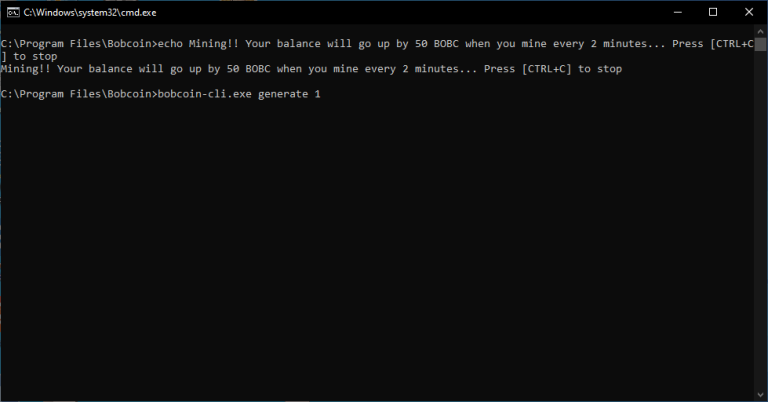 C:\Windows\system32\cmd.exe
C:\Program Files\Bobcoin>echo Mining!! Your balance will go up by 50 BOBC when you mine every 2 minutes... Press [CTRL+C
] to stop
Mining!! Your balance will go up by 50 BOBC when you mine every 2 minutes... Press [CTRL+C] to stop
C:\Program Files\Bobcoin>bobcoin-cli.exe generate 1